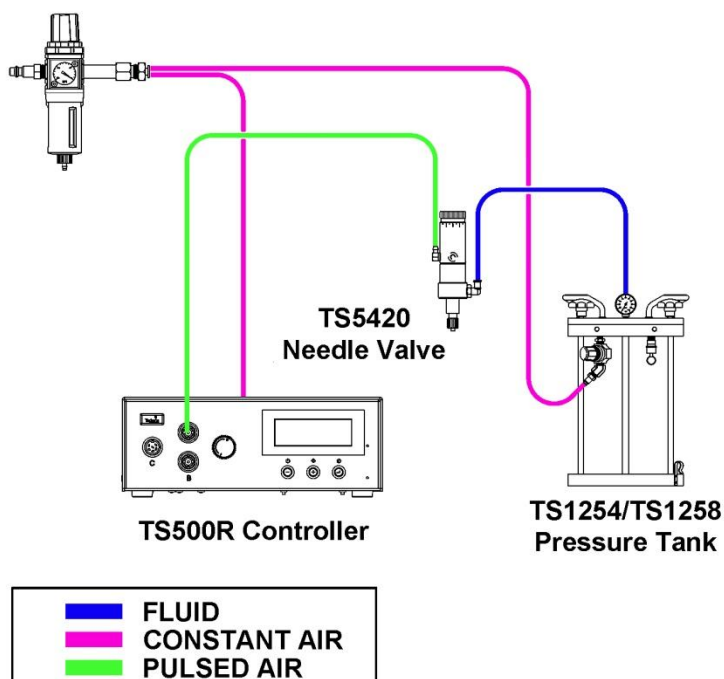 TS5420
Needle Valve
C
B
TS500R Controller
TS1254/TS1258
Pressure Tank
FLUID
CONSTANT AIR
PULSED AIR